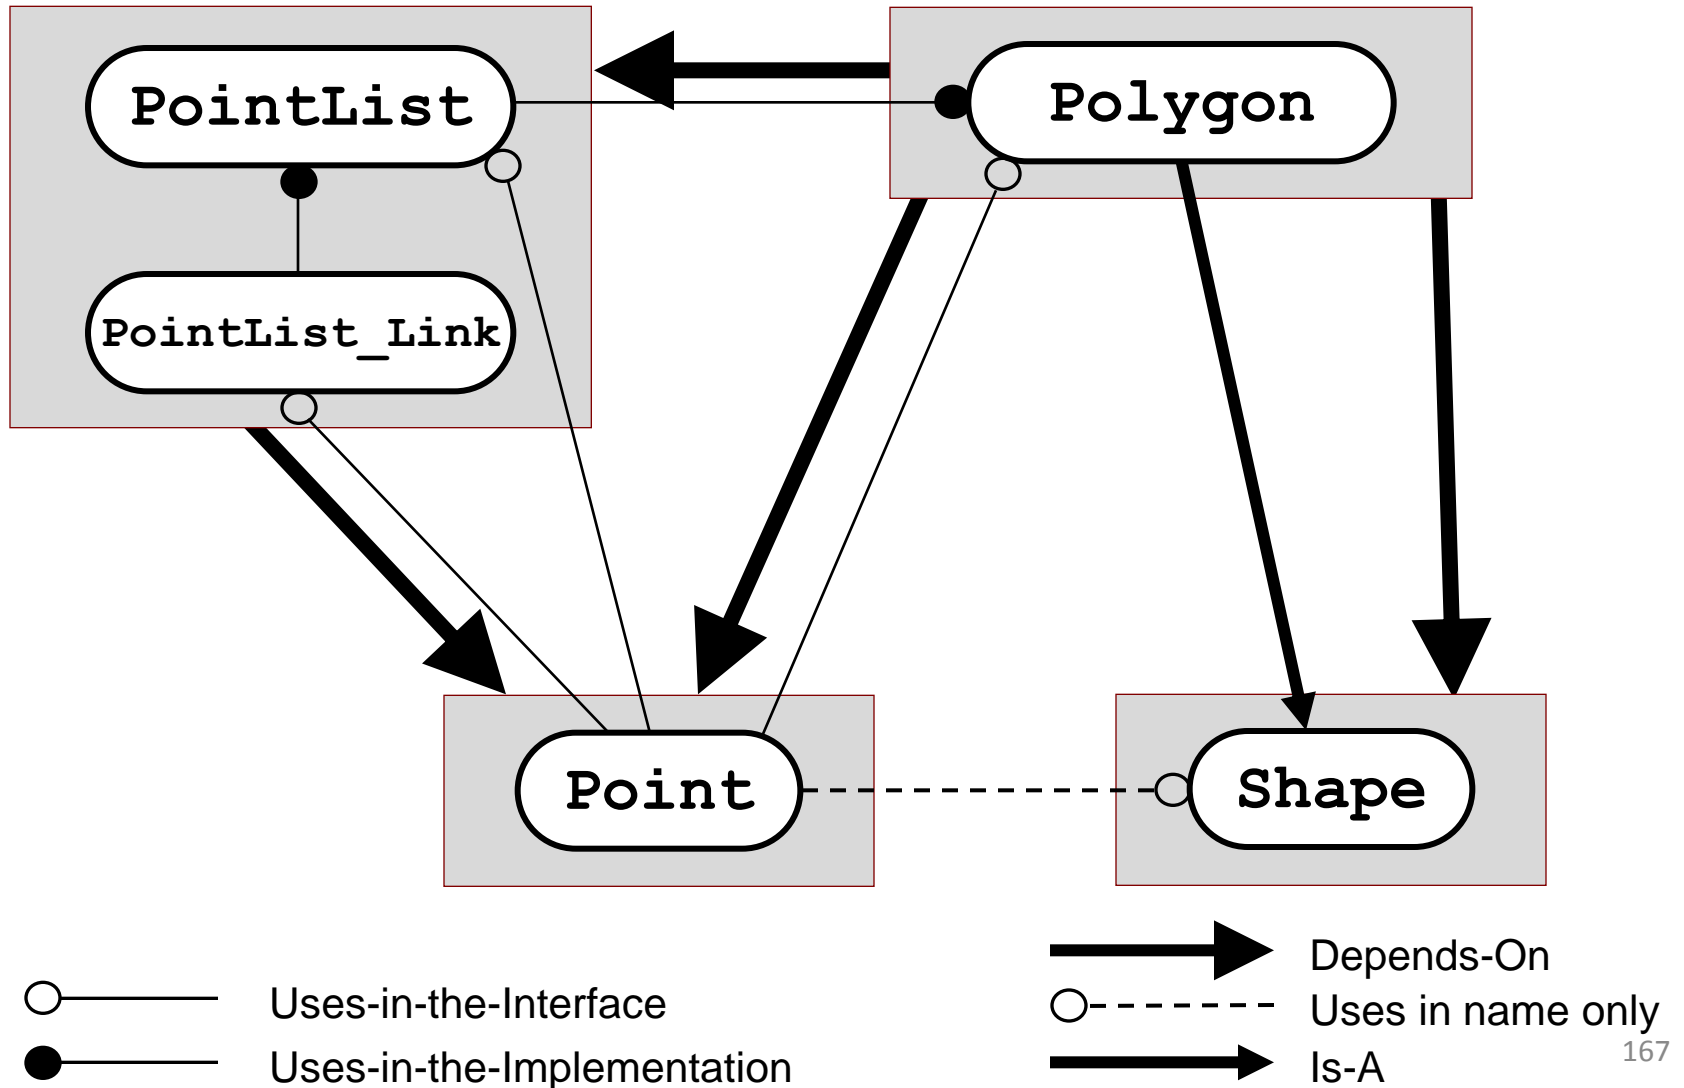 PointList
Polygon
PointList_Link
Point
Shape
Uses-in-the-Interface
Uses-in-the-Implementation
Depends-On
Uses in name only
Is-A
167